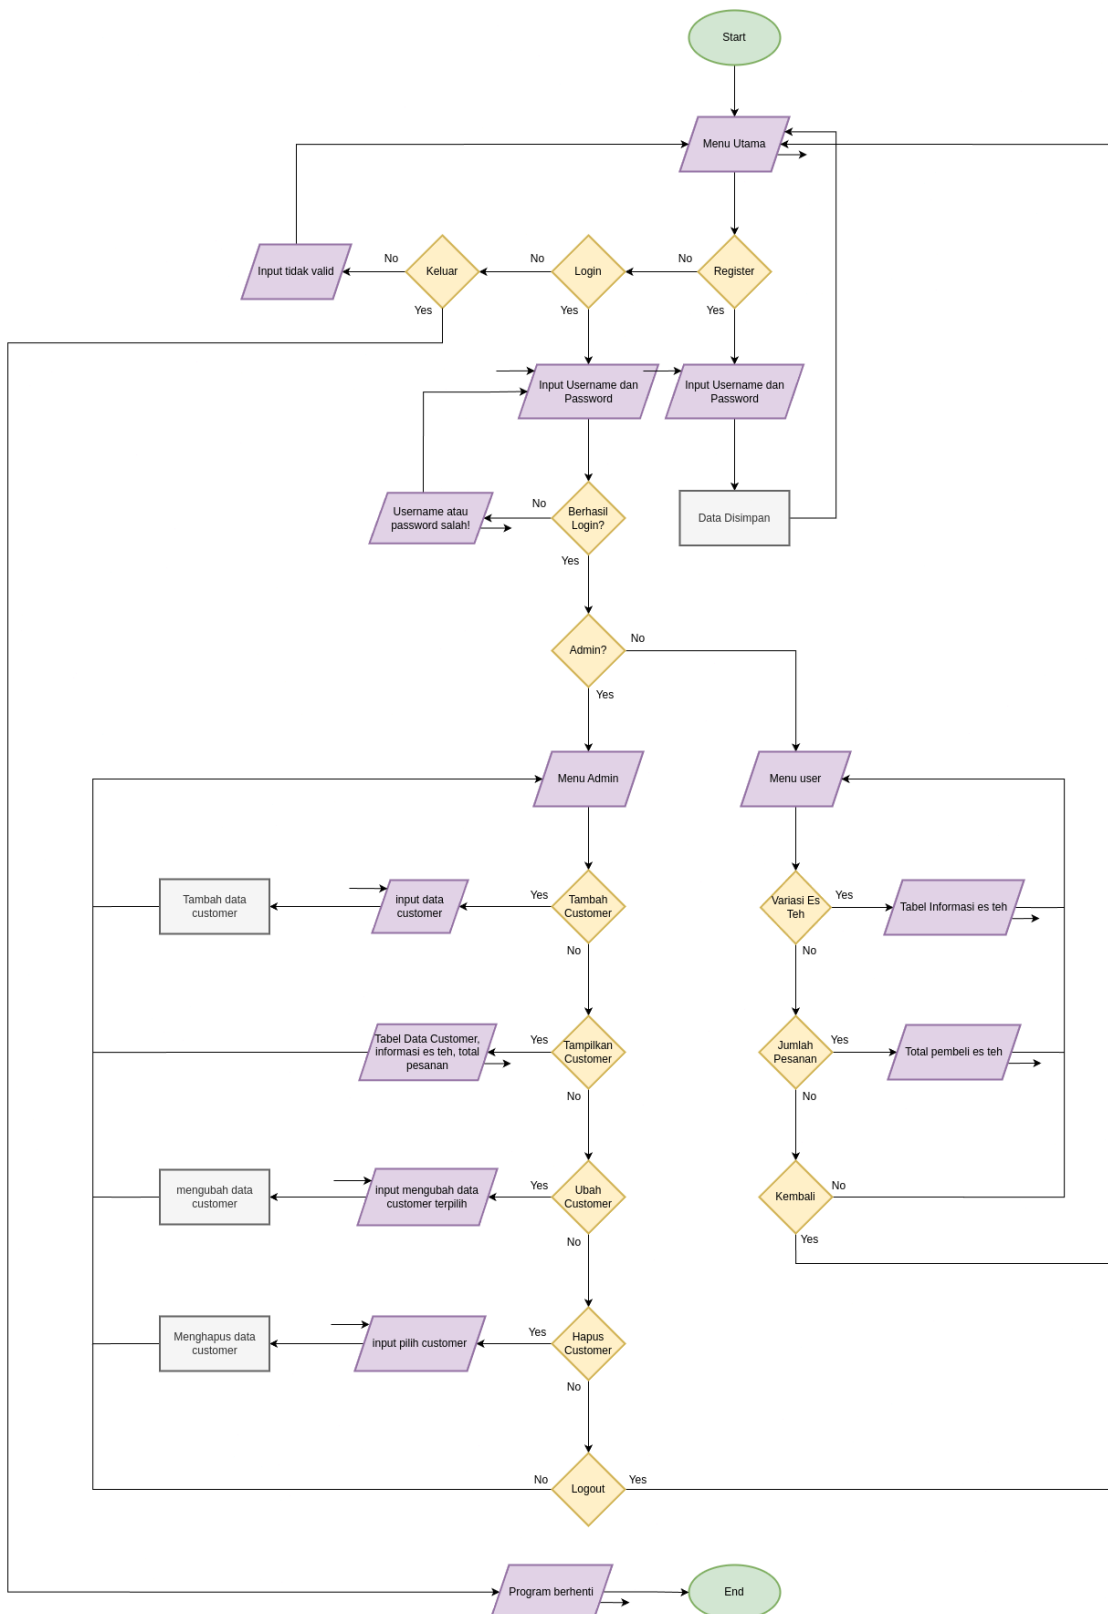 Start
Menu Utama
No
No
No
Input tidak valid
Keluar
Login
Register
Yes
Yes
Yes
Input Username dan
Password
Input Username dan
Password
No
Username atau
password salah!
Berhasil
Login?
Data Disimpan
Yes
Admin?
No
Yes
Menu Admin
Menu user
Tambah data
customer
input data
customer
Yes
Tambah
Customer
No
Variasi Es
Teh
Yes
Tabel Informasi es teh
No
Tabel Data Customer,
informasi es teh, total
pesanan
Yes
Tampilkan
Customer
No
Jumlah
Pesanan
Yes
Total pembeli es teh
No
mengubah data
customer
input mengubah data
customer terpilih
Yes
Ubah
Customer
No
Kembali
No
Yes
Menghapus data
customer
input pilih customer
Yes
Hapus
Customer
No
No
Logout
Yes
Program berhenti
End